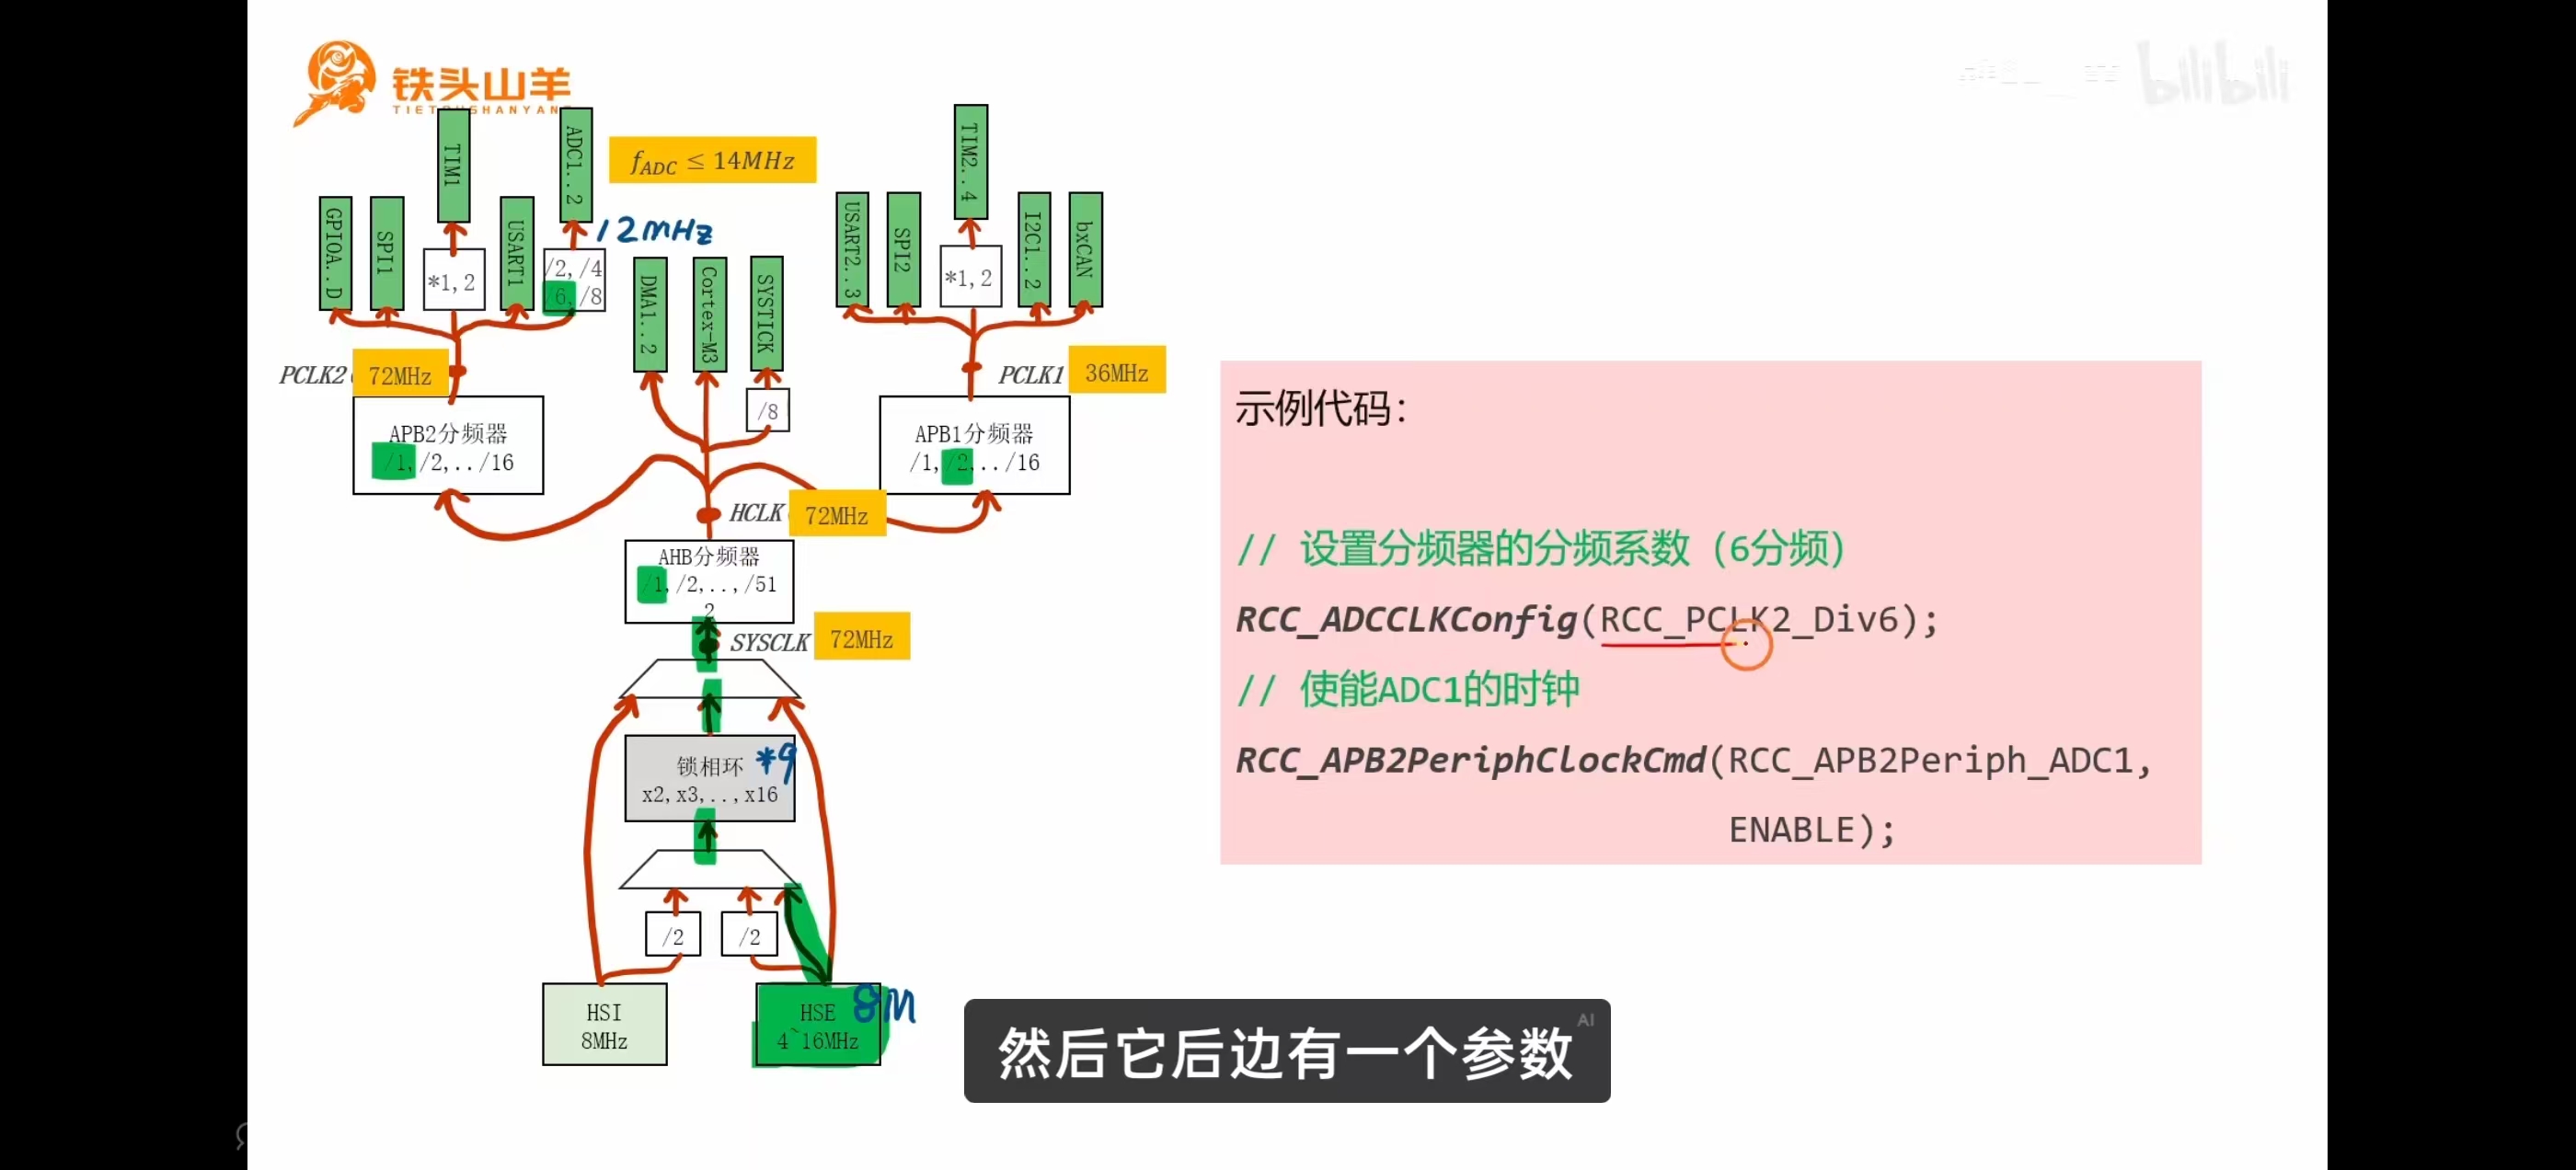 铁头山羊
TIETOUSHANYANG
bilibili
TIM1
ADC1..2
f_ADC ≤ 14MHz
TIM2..4
GPIOA..D
SPI1
*1,2
USART1
/2,/4
/6,/8
12MHz
DMA1..2
Cortex-M3
SYSTICK
USART2..3
SPI2
*1,2
I2C1..2
bxCAN
PCLK2
72MHz
PCLK1
36MHz
/8
APB2分频器
/1,/2,../16
APB1分频器
/1,/2,../16
HCLK
72MHz
AHB分频器
/1,/2,..,/51
2
SYSCLK
72MHz
锁相环 *9
x2,x3,..,x16
/2
/2
HSI
8MHz
HSE 8M
4~16MHz
示例代码：
// 设置分频器的分频系数（6分频）
RCC_ADCCLKConfig(RCC_PCLK2_Div6);
// 使能ADC1的时钟
RCC_APB2PeriphClockCmd(RCC_APB2Periph_ADC1,
ENABLE);
然后它后边有一个参数
AI